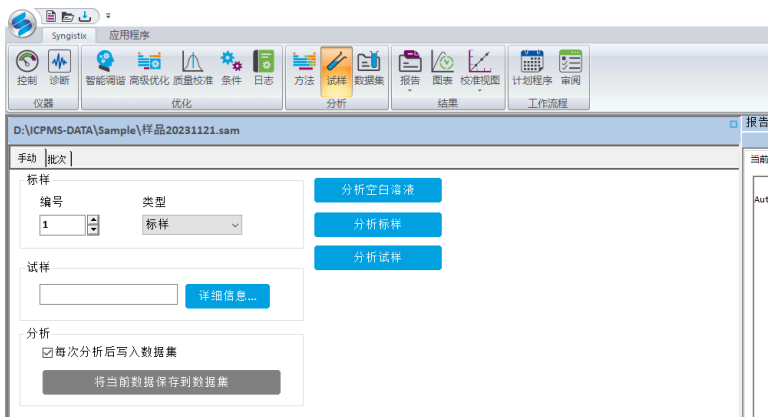 Syngistix 应用程序
控制 诊断 智能调谐 高级优化 质量校准 条件 日志 方法 试样 数据集 报告 图表 校准视图 计划程序 审阅
仪器 优化 分析 结果 工作流程
D:\ICPMS-DATA\Sample\样品20231121.sam
报告
手动 批次
当前
标样
编号 类型
1 标样
分析空白溶液
分析标样
分析试样
Aut
试样
详细信息...
分析
每次分析后写入数据集
将当前数据保存到数据集